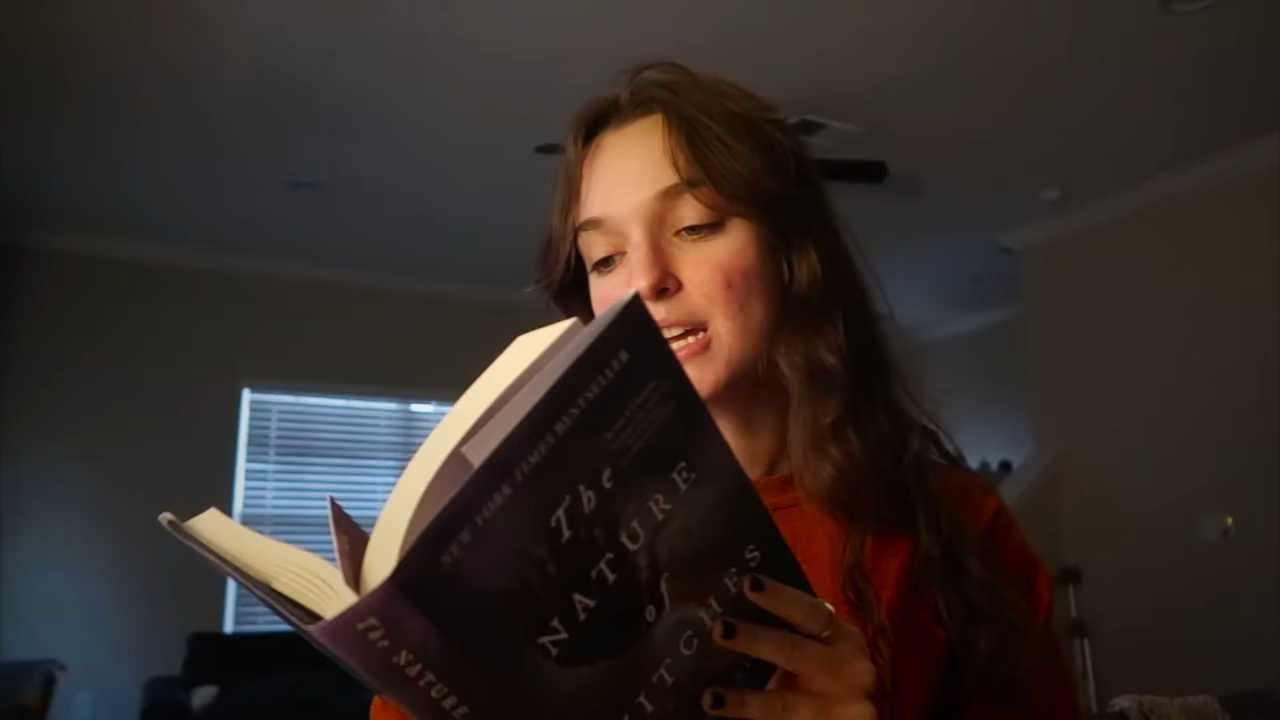 NEW YORK TIMES BESTSELLER
The
NATURE
of
ITCHES
The NATURE